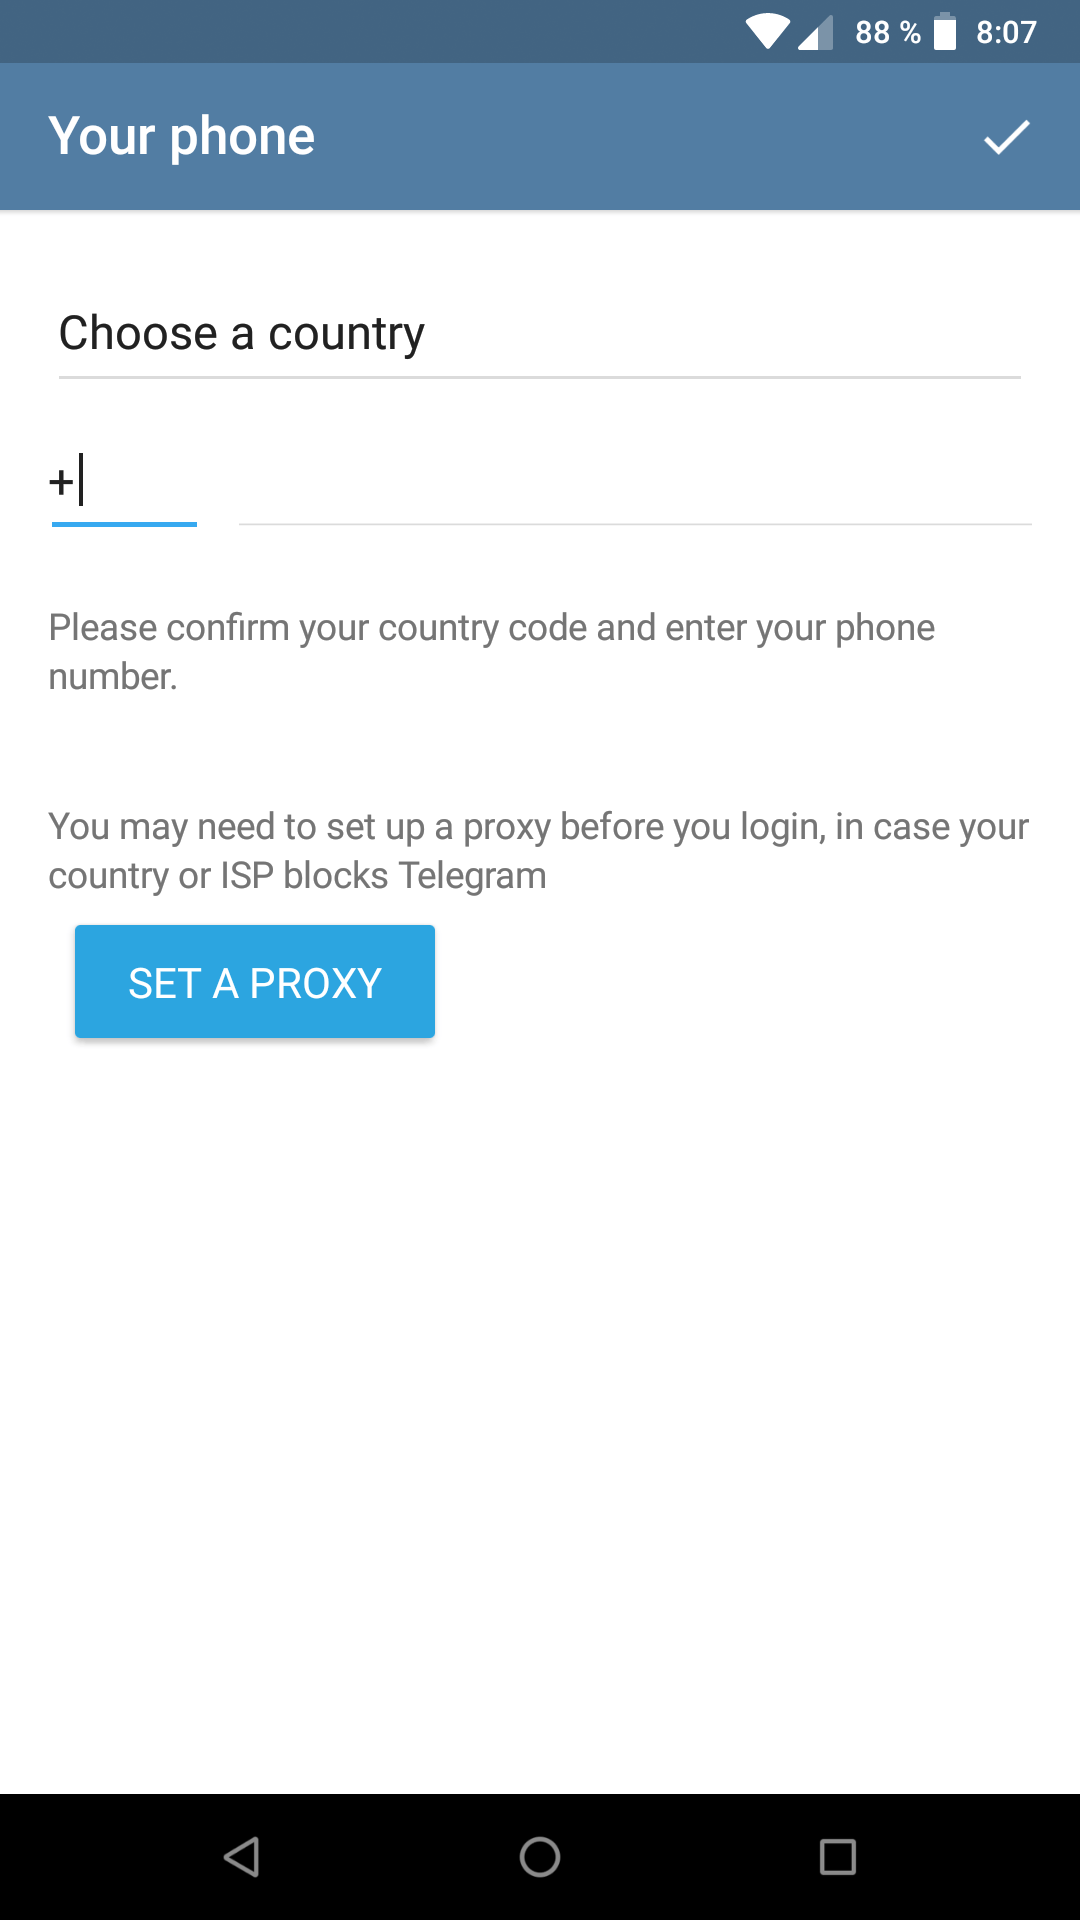 88 % 8:07
Your phone
Choose a country
+
Please confirm your country code and enter your phone
number.
You may need to set up a proxy before you login, in case your
country or ISP blocks Telegram
SET A PROXY